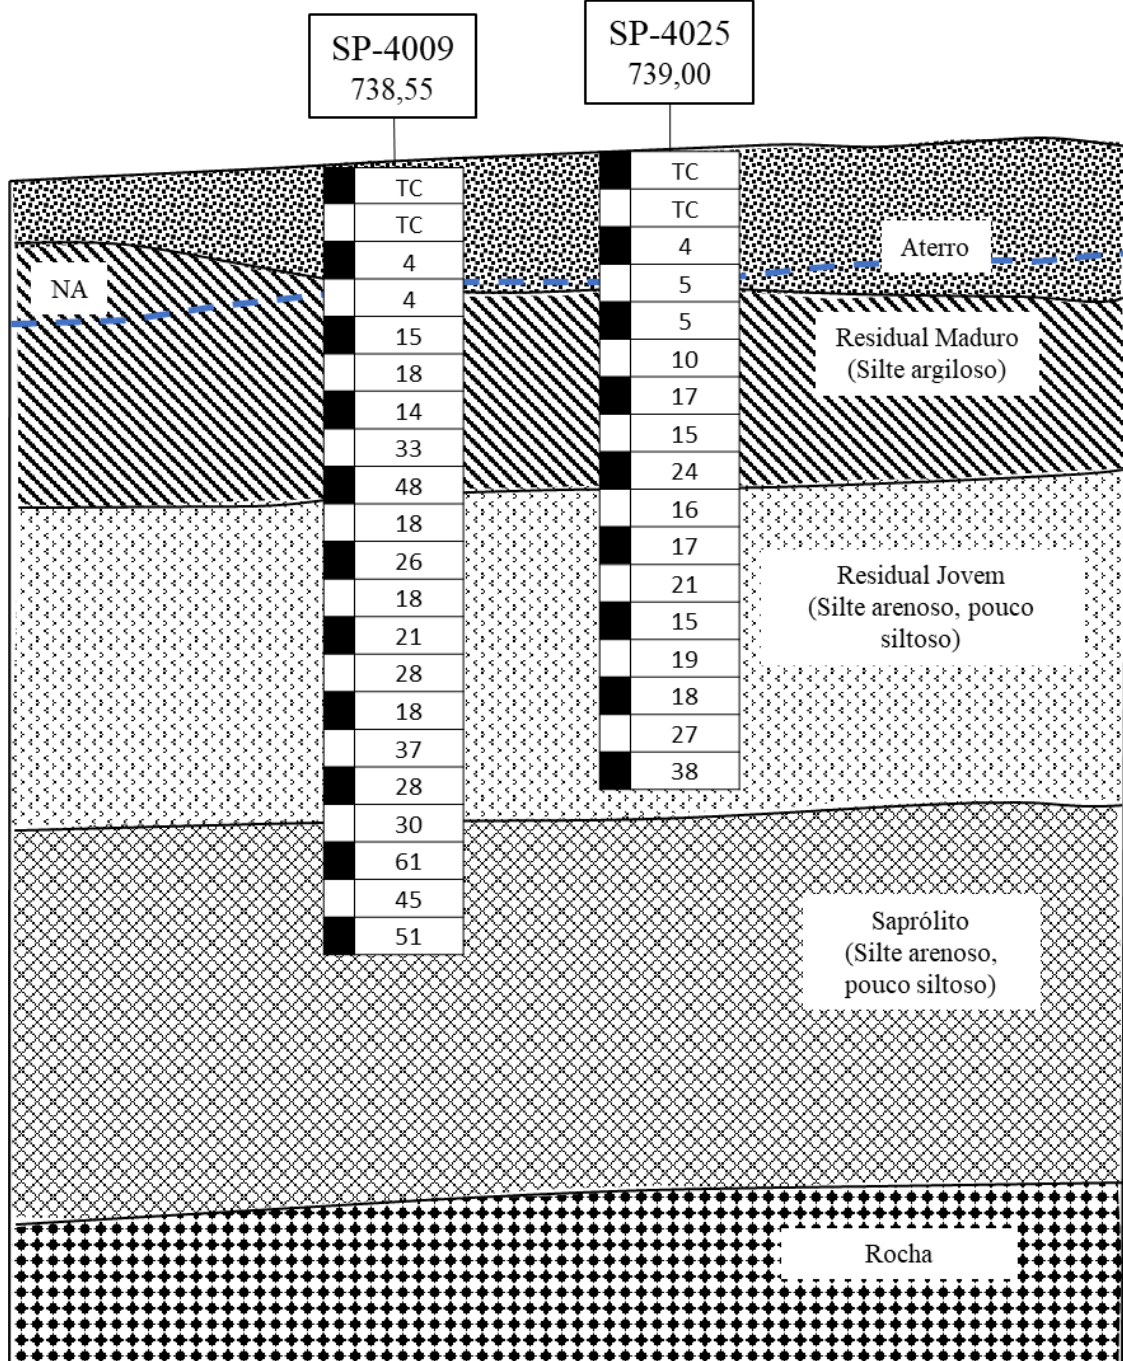 SP-4009
738,55
SP-4025
739,00
TC
TC
4
4
15
18
14
33
48
18
26
18
21
28
18
37
28
30
61
45
51
TC
TC
4
5
5
10
17
15
24
16
17
21
15
19
18
27
38
NA
Aterro
Residual Maduro
(Silte argiloso)
Residual Jovem
(Silte arenoso, pouco
siltoso)
Saprólito
(Silte arenoso,
pouco siltoso)
Rocha